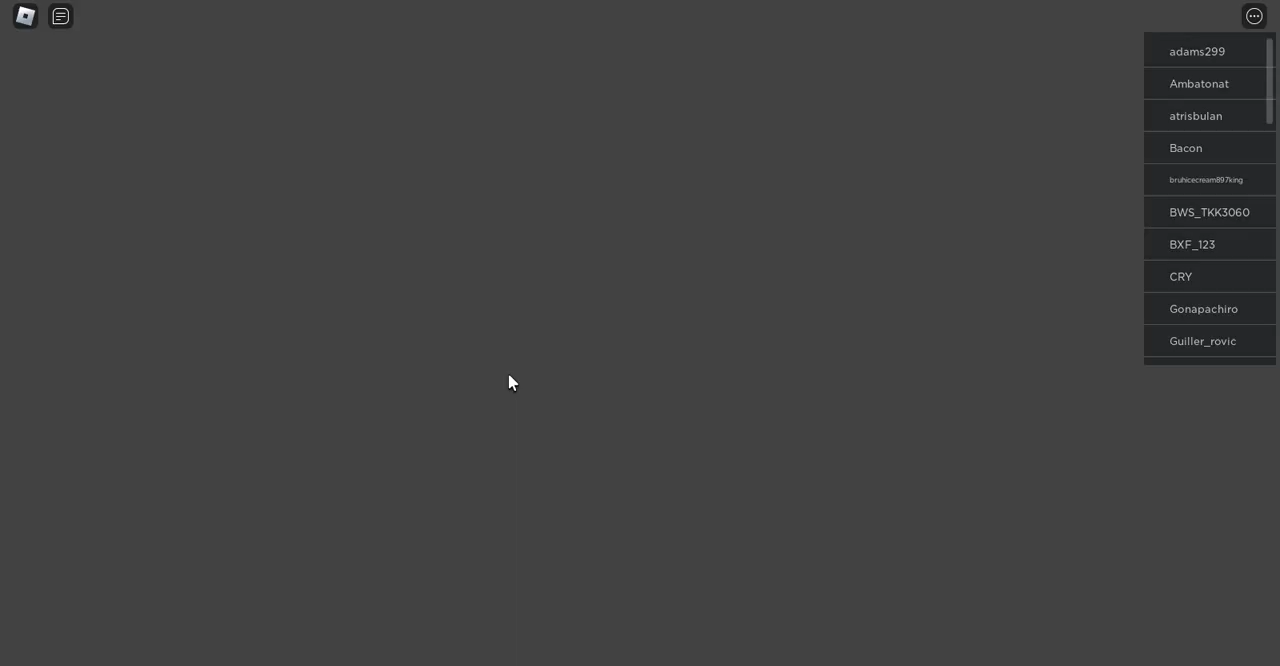 adams299
Ambatonat
atrisbulan
Bacon
bruhicecream897king
BWS_TKK3060
BXF_123
CRY
Gonapachiro
Guiller_rovic